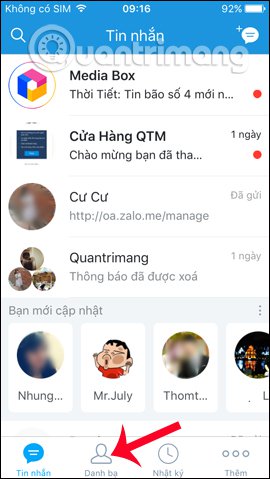 Không có SIM 09:16 92%
Tin nhắn
Quantrimang
Media Box
Thời Tiết: Tin bão số 4 mới n...
Cửa Hàng QTM 1 ngày
Chào mừng bạn đã tha...
Cư Cư Đã gửi
http://oa.zalo.me/manage
Quantrimang 1 ngày
Thông báo đã được xoá
Bạn mới cập nhật
Nhung... Mr.July Thomt... L
Tin nhắn Danh bạ Nhật ký Thêm